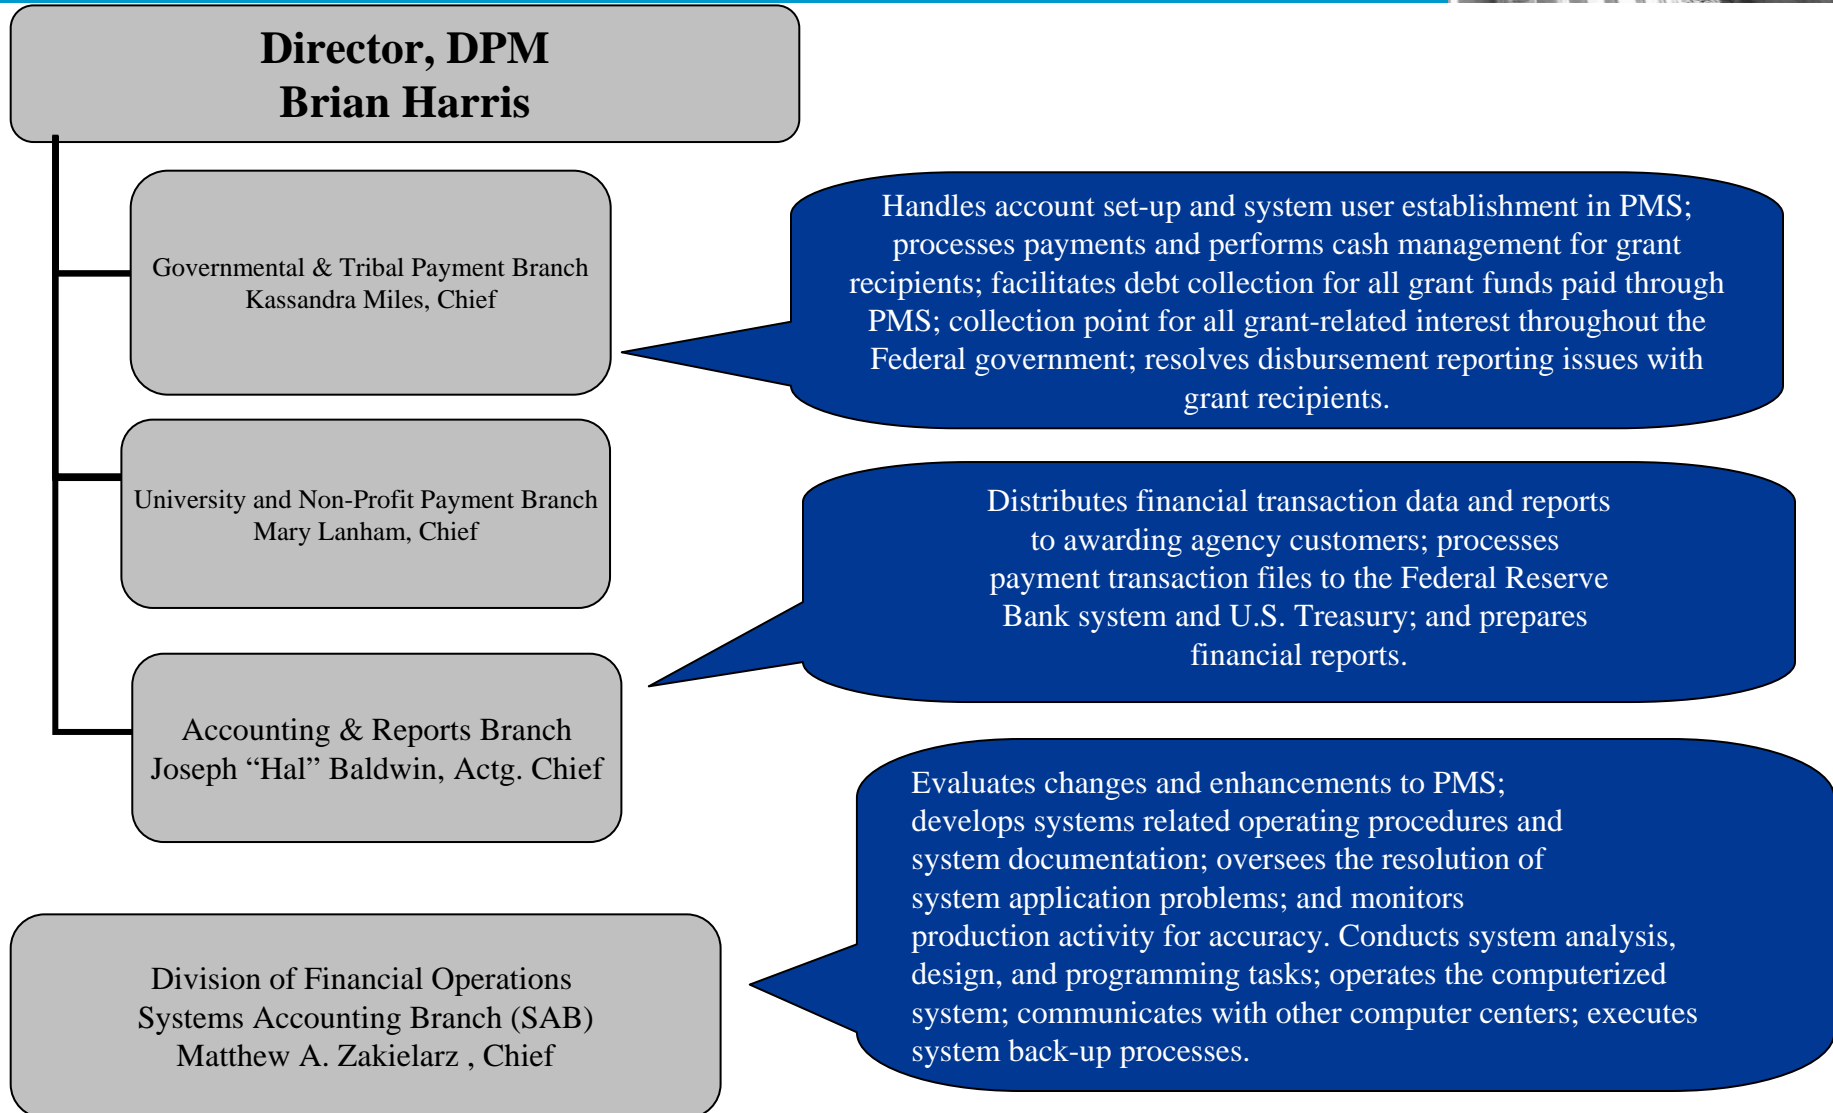 Director, DPM
Brian Harris
Governmental & Tribal Payment Branch
Kassandra Miles, Chief
Handles account set-up and system user establishment in PMS;
processes payments and performs cash management for grant
recipients; facilitates debt collection for all grant funds paid through
PMS; collection point for all grant-related interest throughout the
Federal government; resolves disbursement reporting issues with
grant recipients.
University and Non-Profit Payment Branch
Mary Lanham, Chief
Distributes financial transaction data and reports
to awarding agency customers; processes
payment transaction files to the Federal Reserve
Bank system and U.S. Treasury; and prepares
financial reports.
Accounting & Reports Branch
Joseph “Hal” Baldwin, Actg. Chief
Evaluates changes and enhancements to PMS;
develops systems related operating procedures and
system documentation; oversees the resolution of
system application problems; and monitors
production activity for accuracy. Conducts system analysis,
design, and programming tasks; operates the computerized
system; communicates with other computer centers; executes
system back-up processes.
Division of Financial Operations
Systems Accounting Branch (SAB)
Matthew A. Zakielarz , Chief